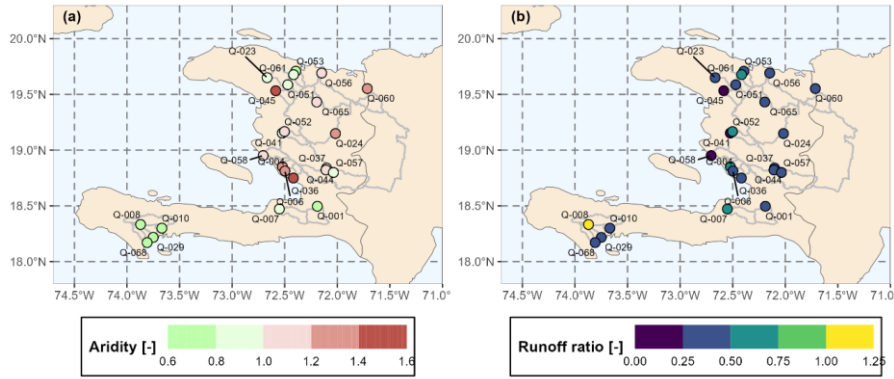 (a)
20.0°N
19.5°N
19.0°N
18.5°N
18.0°N
Q-023
Q-053
Q-061
Q-056
Q-045
Q-051
Q-060
Q-065
Q-052
Q-041
Q-024
Q-058
Q-004
Q-037
Q-057
Q-044
Q-036
Q-006
Q-007
Q-001
Q-008
Q-010
Q-029
Q-068
74.5°W 74.0°W 73.5°W 73.0°W 72.5°W 72.0°W 71.5°W 71.0°
Aridity [-]
0.6 0.8 1.0 1.2 1.4 1.6
(b)
20.0°N
19.5°N
19.0°N
18.5°N
18.0°N
Q-023
Q-053
Q-061
Q-056
Q-045
Q-051
Q-060
Q-065
Q-052
Q-041
Q-024
Q-058
Q-004
Q-037
Q-057
Q-044
Q-036
Q-006
Q-007
Q-001
Q-008
Q-010
Q-029
Q-068
74.5°W 74.0°W 73.5°W 73.0°W 72.5°W 72.0°W 71.5°W 71.0
Runoff ratio [-]
0.00 0.25 0.50 0.75 1.00 1.25